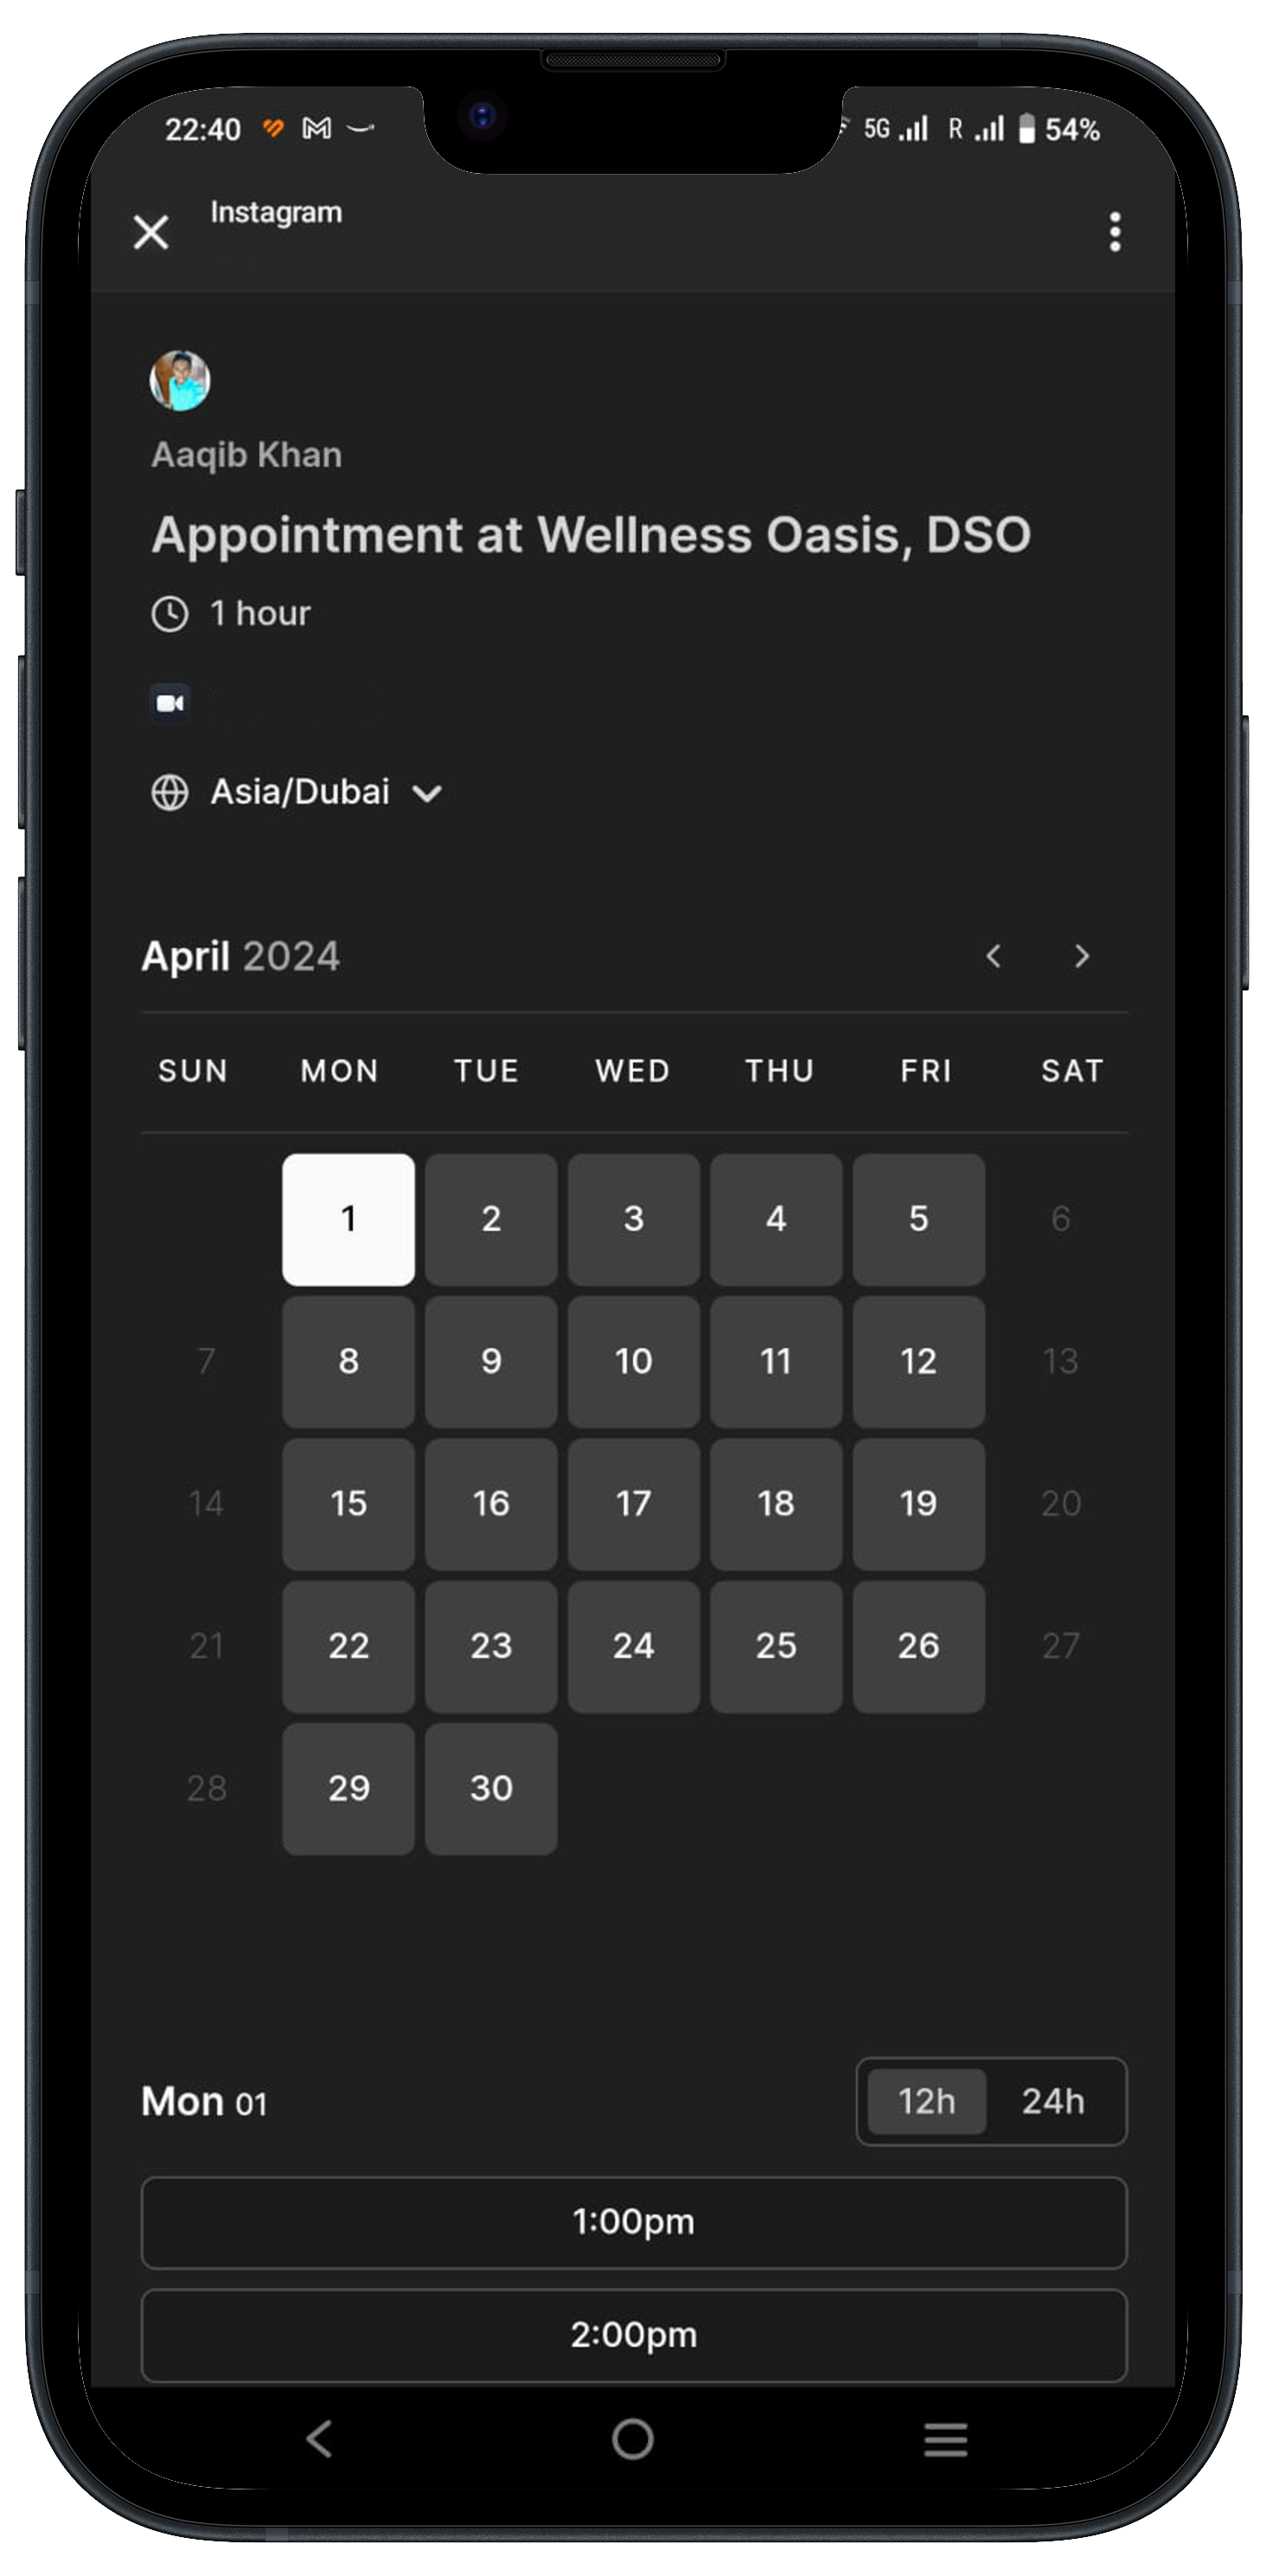 22:40 5G R 54%
Instagram
Aaqib Khan
Appointment at Wellness Oasis, DSO
1 hour
Asia/Dubai
April 2024
SUN MON TUE WED THU FRI SAT
1 2 3 4 5 6
7 8 9 10 11 12 13
14 15 16 17 18 19 20
21 22 23 24 25 26 27
28 29 30
Mon 01 12h 24h
1:00pm
2:00pm